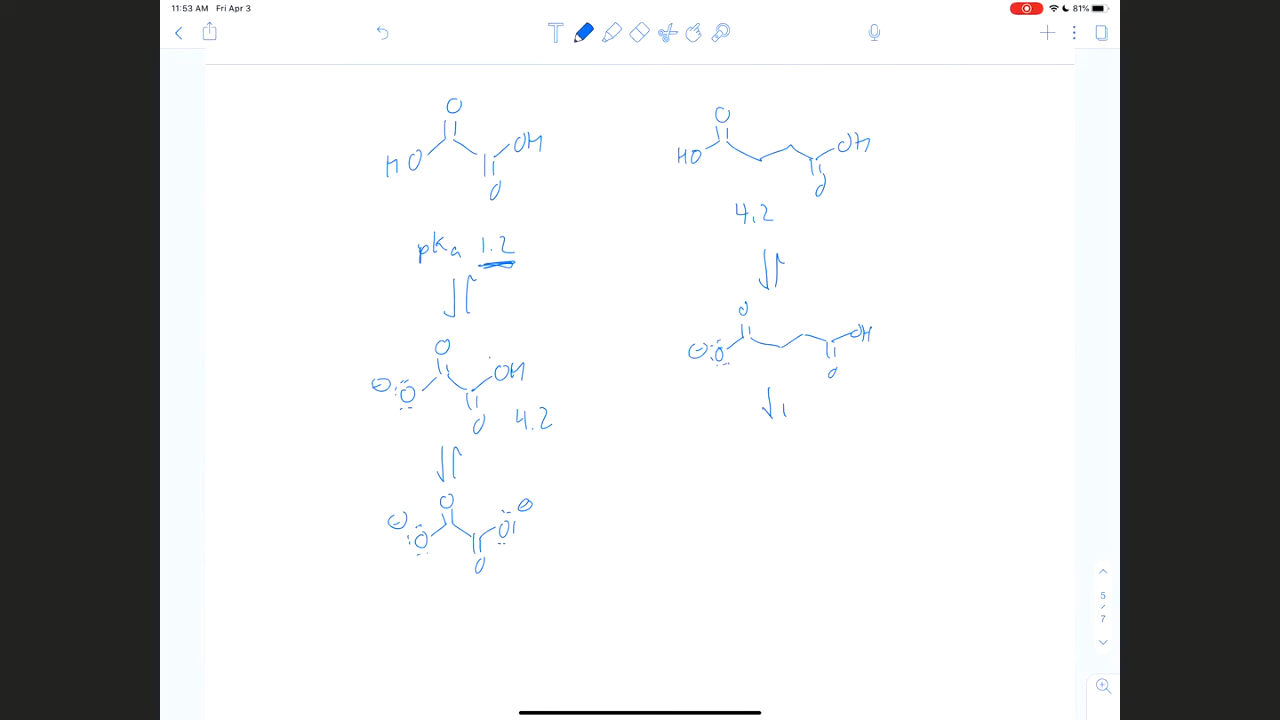 11:53 AM Fri Apr 3
81%
T
O
HO
OH
O
pKa 1.2
O
⊖ O
OH
O
4.2
O
⊖ O
O ⊖
O
O
HO
OH
O
4.2
O
⊖ O
OH
O
5
/
7